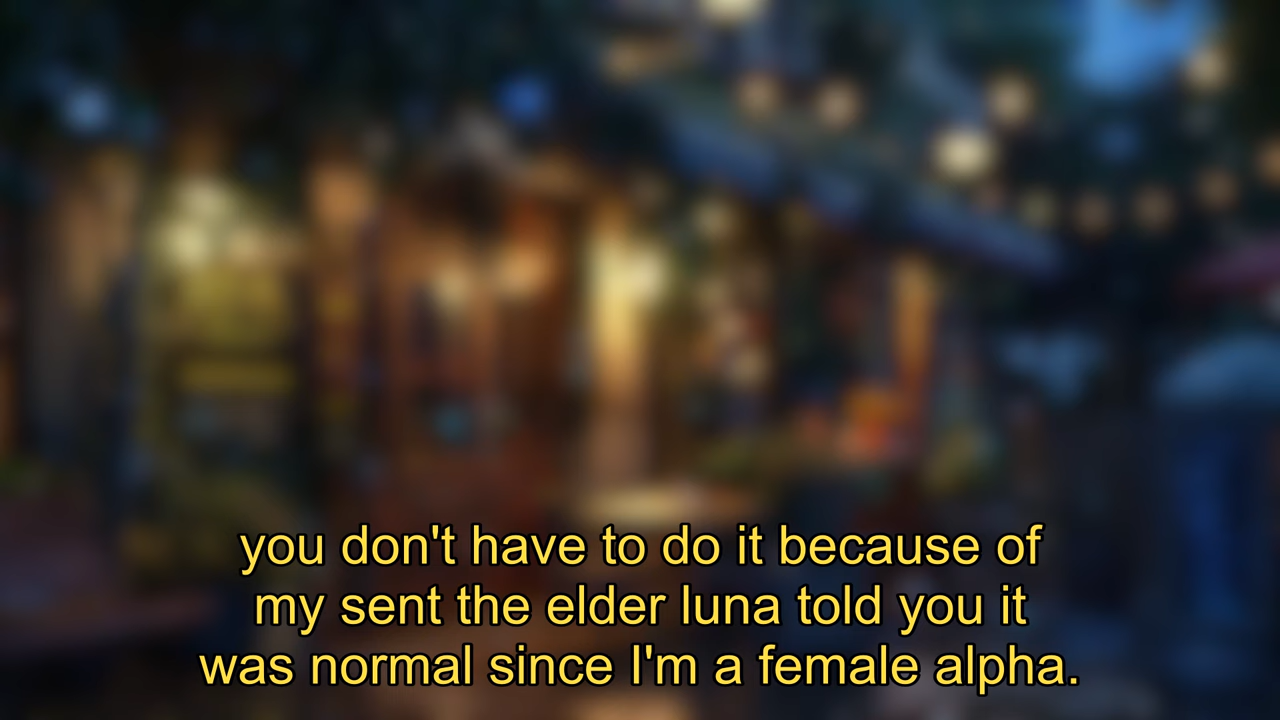 you don't have to do it because of
my sent the elder luna told you it
was normal since I'm a female alpha.